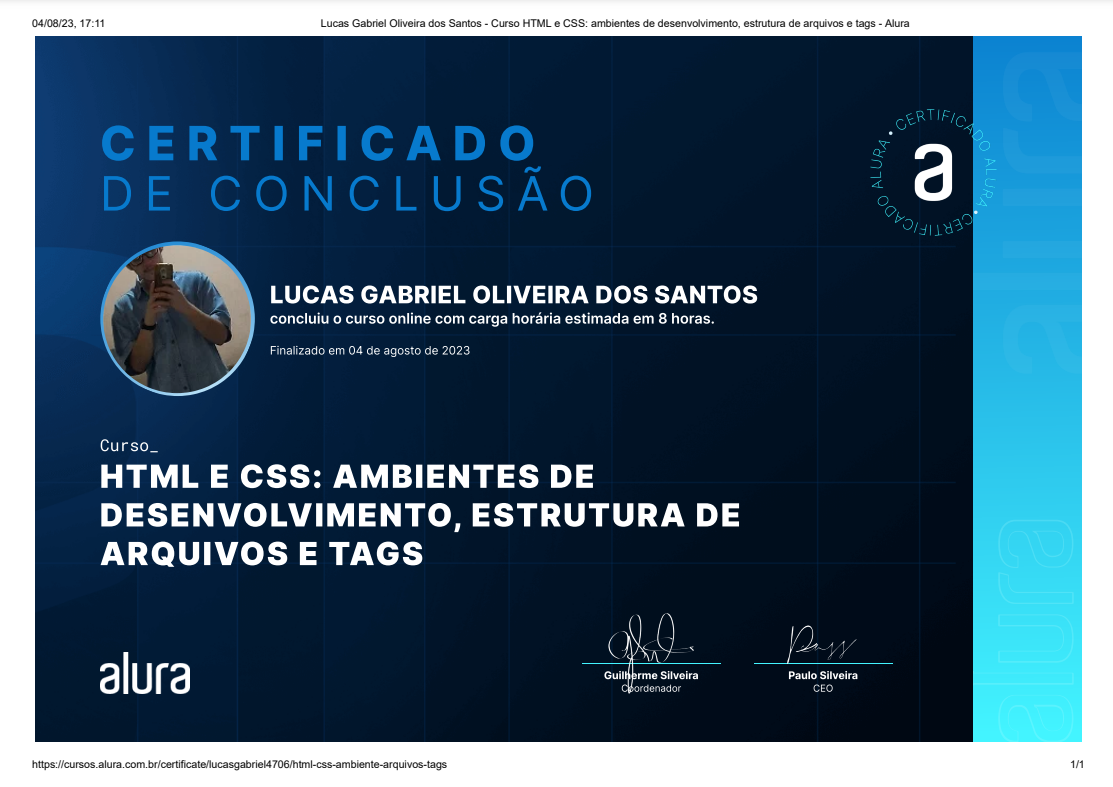 04/08/23, 17:11
Lucas Gabriel Oliveira dos Santos - Curso HTML e CSS: ambientes de desenvolvimento, estrutura de arquivos e tags - Alura
CERTIFICADO
DE CONCLUSÃO
CERTIFICADO ALURA • CERTIFICADO ALURA •
a
LUCAS GABRIEL OLIVEIRA DOS SANTOS
concluiu o curso online com carga horária estimada em 8 horas.
Finalizado em 04 de agosto de 2023
Curso_
HTML E CSS: AMBIENTES DE
DESENVOLVIMENTO, ESTRUTURA DE
ARQUIVOS E TAGS
alura
alura
alura
Guilherme Silveira
Coordenador
Paulo Silveira
CEO
https://cursos.alura.com.br/certificate/lucasgabriel4706/html-css-ambiente-arquivos-tags
1/1